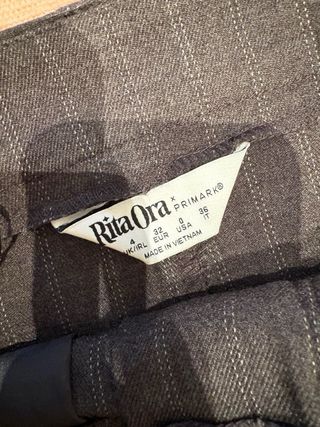 Rita Ora × PRIMARK®
4 32 0 36
UK/IRL EUR USA IT
MADE IN VIETNAM